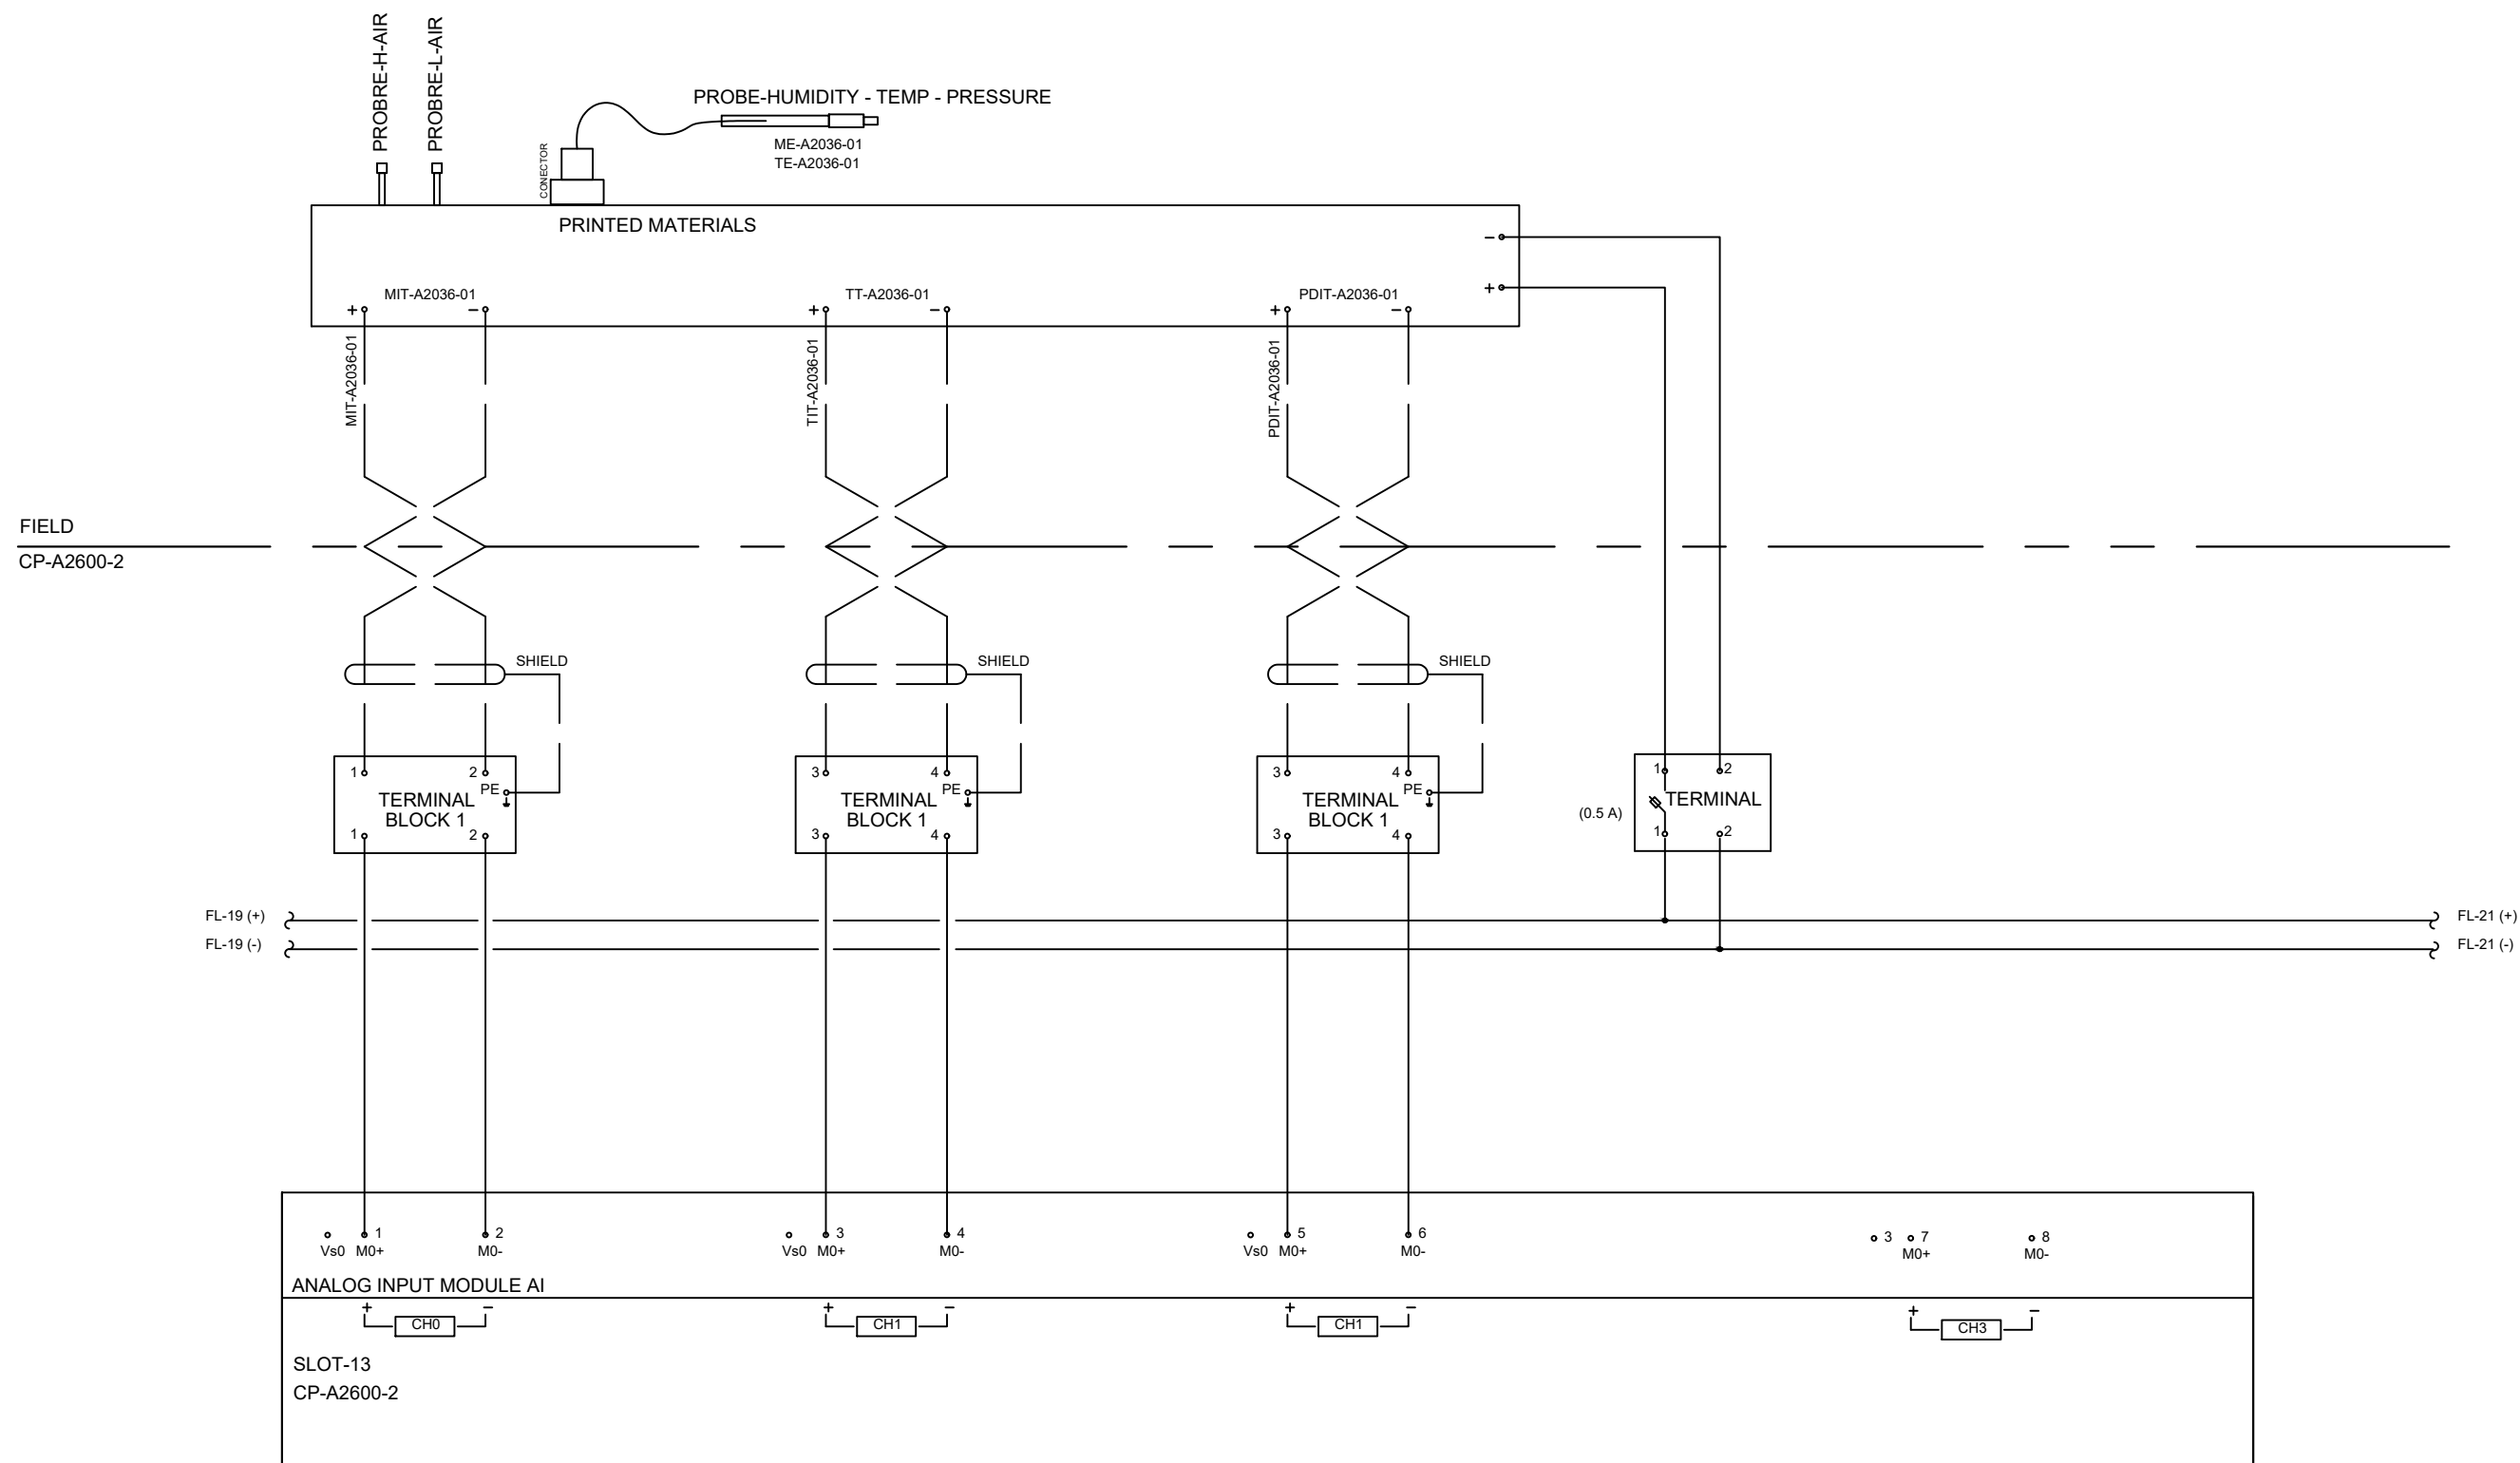 PROBRE-H-AIR
PROBRE-L-AIR
PROBE-HUMIDITY - TEMP - PRESSURE
ME-A2036-01
TE-A2036-01
CONECTOR
PRINTED MATERIALS
−
+
MIT-A2036-01
TT-A2036-01
PDIT-A2036-01
+ −
+ −
+ −
MIT-A2036-01
TIT-A2036-01
PDIT-A2036-01
FIELD
CP-A2600-2
SHIELD
SHIELD
SHIELD
1 2
PE
TERMINAL
BLOCK 1
1 2
3 4
PE
TERMINAL
BLOCK 1
3 4
3 4
PE
TERMINAL
BLOCK 1
3 4
1 2
TERMINAL
(0.5 A)
1 2
FL-19 (+)
FL-21 (+)
FL-19 (-)
FL-21 (-)
1 2
Vs0 M0+ M0-
3 4
Vs0 M0+ M0-
5 6
Vs0 M0+ M0-
3 7 8
M0+ M0-
ANALOG INPUT MODULE AI
+ −
CH0
+ −
CH1
+ −
CH1
+ −
CH3
SLOT-13
CP-A2600-2